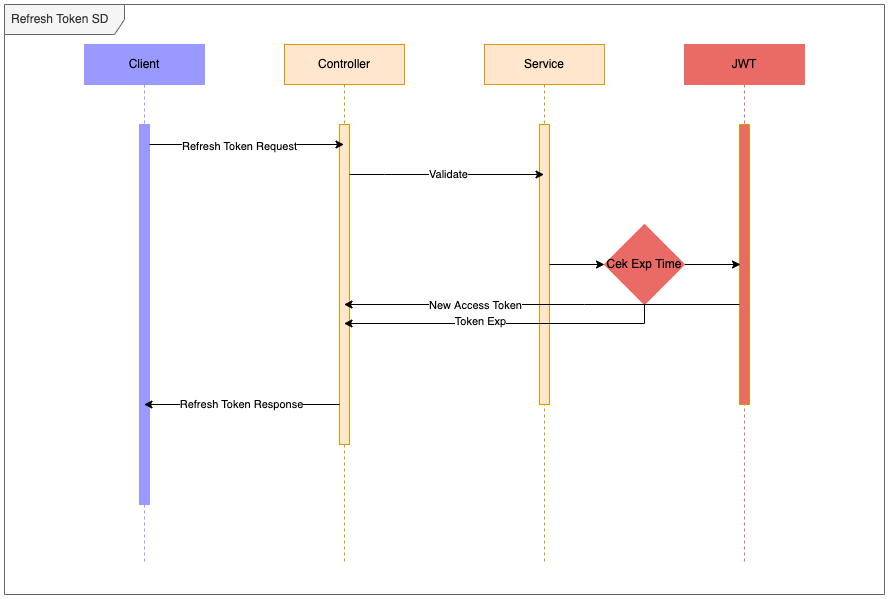 Refresh Token SD
Client
Controller
Service
JWT
Refresh Token Request
Validate
Cek Exp Time
New Access Token
Token Exp
Refresh Token Response